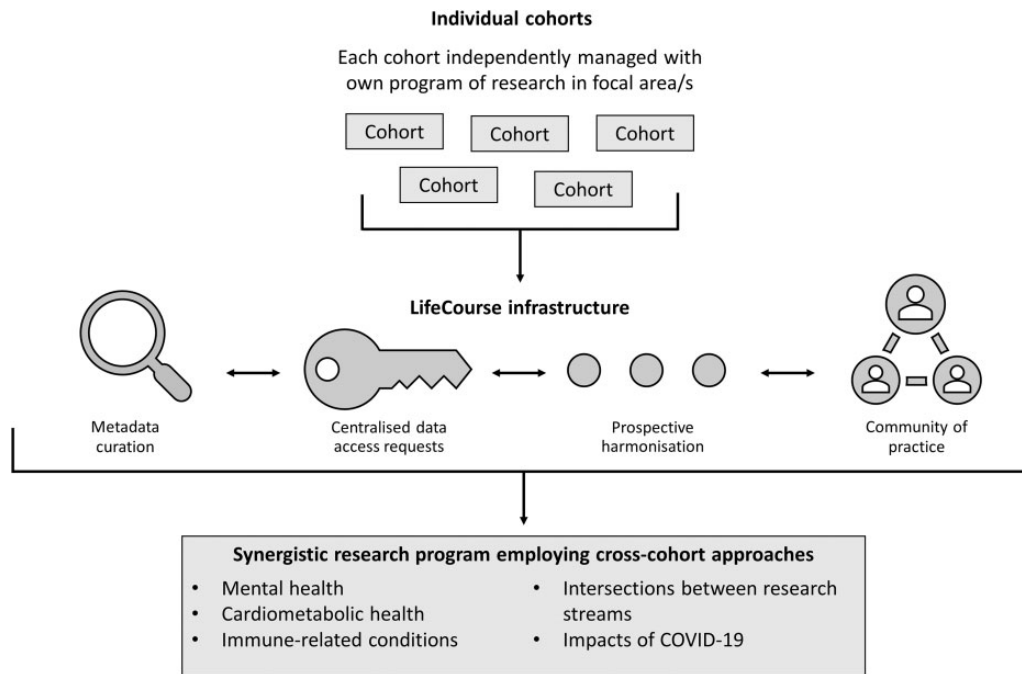 Individual cohorts
Each cohort independently managed with
own program of research in focal area/s
Cohort
Cohort
Cohort
Cohort
Cohort
LifeCourse infrastructure
Metadata
curation
Centralised data
access requests
Prospective
harmonisation
Community of
practice
Synergistic research program employing cross-cohort approaches
• Mental health
• Cardiometabolic health
• Immune-related conditions
• Intersections between research
streams
• Impacts of COVID-19